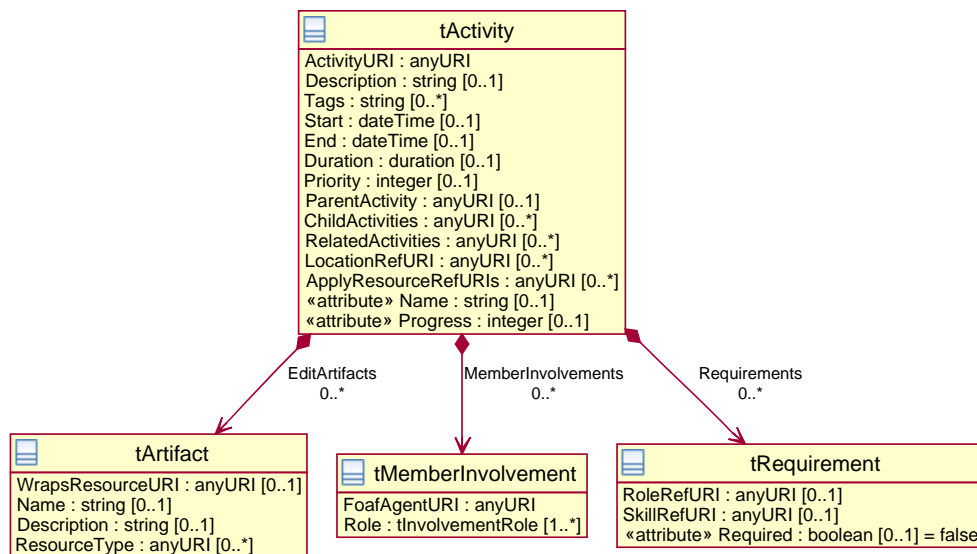 tActivity
ActivityURI : anyURI
Description : string [0..1]
Tags : string [0..*]
Start : dateTime [0..1]
End : dateTime [0..1]
Duration : duration [0..1]
Priority : integer [0..1]
ParentActivity : anyURI [0..1]
ChildActivities : anyURI [0..*]
RelatedActivities : anyURI [0..*]
LocationRefURI : anyURI [0..*]
ApplyResourceRefURIs : anyURI [0..*]
«attribute» Name : string [0..1]
«attribute» Progress : integer [0..1]
EditArtifacts
0..*
MemberInvolvements
0..*
Requirements
0..*
tArtifact
WrapsResourceURI : anyURI [0..1]
Name : string [0..1]
Description : string [0..1]
ResourceType : anyURI [0..*]
tMemberInvolvement
FoafAgentURI : anyURI
Role : tInvolvementRole [1..*]
tRequirement
RoleRefURI : anyURI [0..1]
SkillRefURI : anyURI [0..1]
«attribute» Required : boolean [0..1] = false